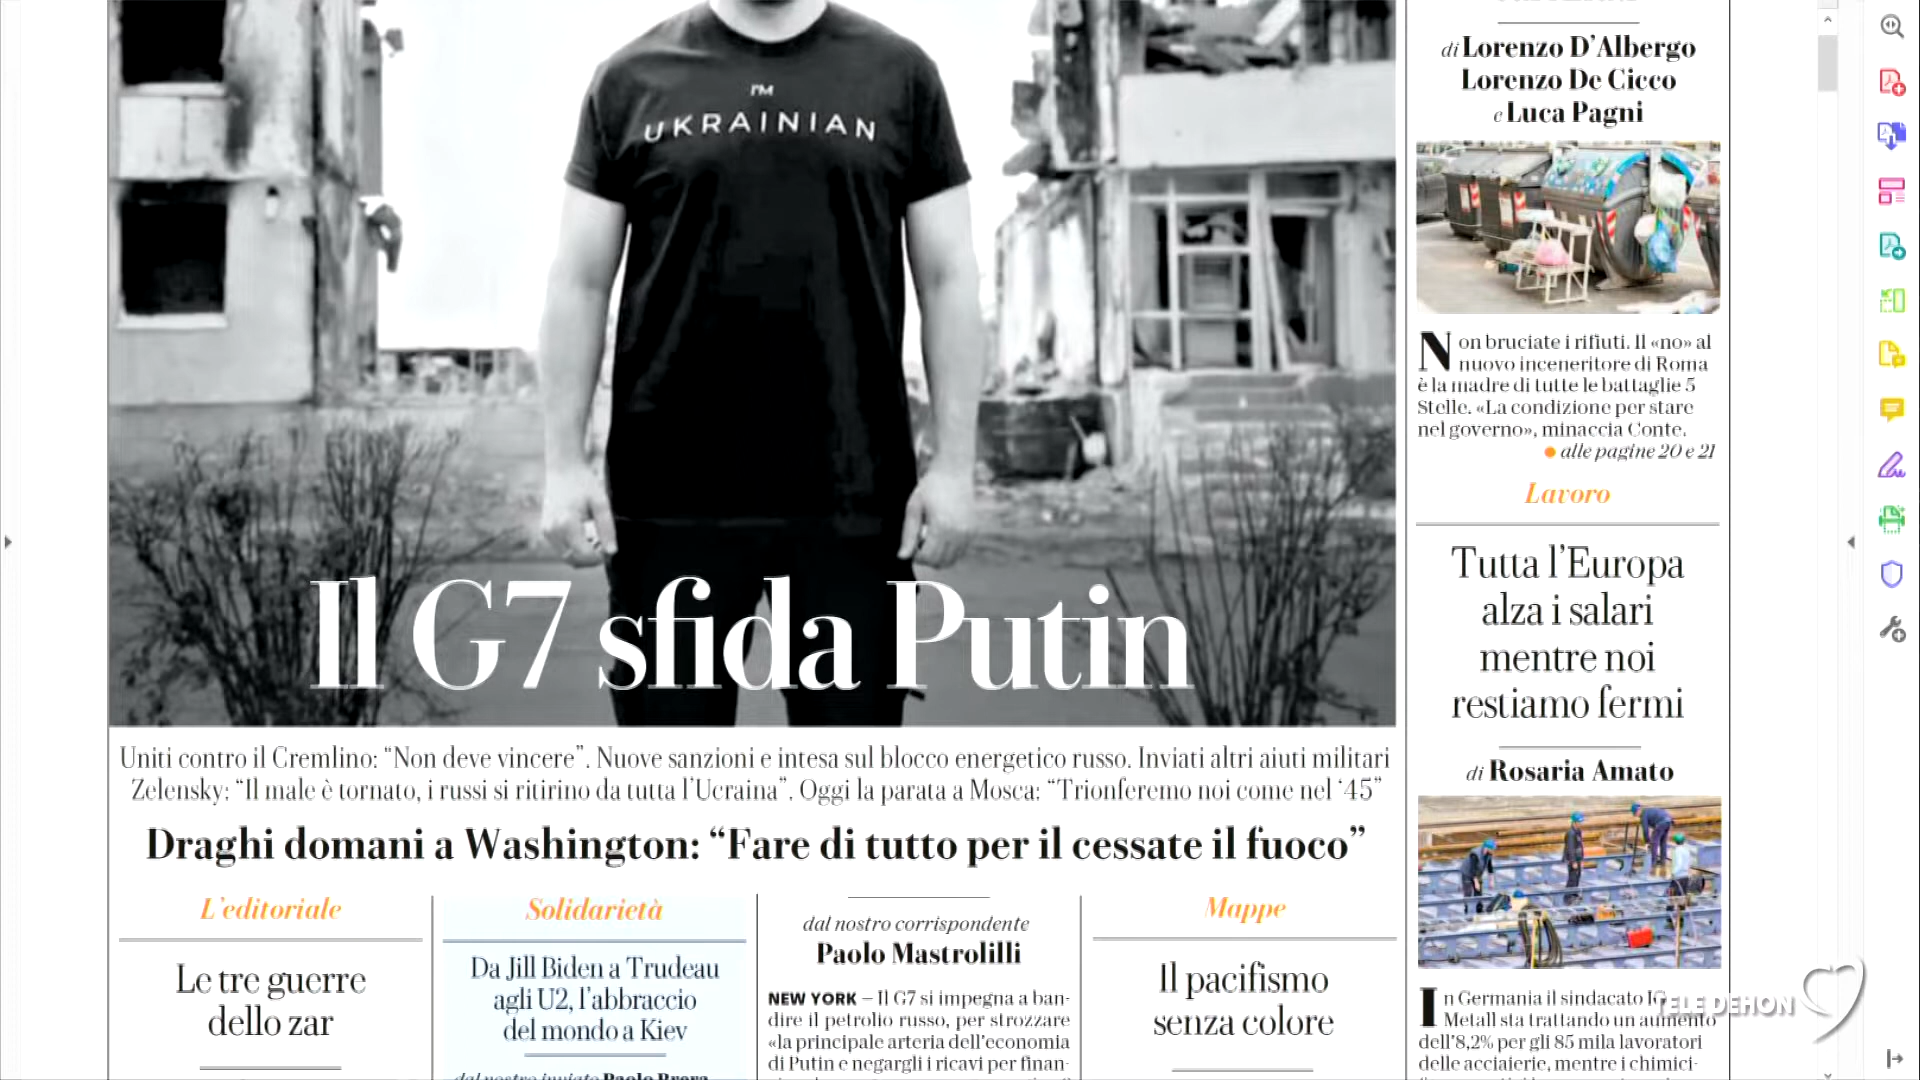 I'M
UKRAINIAN
Il G7 sfida Putin
Uniti contro il Cremlino: “Non deve vincere”. Nuove sanzioni e intesa sul blocco energetico russo. Inviati altri aiuti militari
Zelensky: “Il male è tornato, i russi si ritirino da tutta l’Ucraina”. Oggi la parata a Mosca: “Trionferemo noi come nel ‘45”
Draghi domani a Washington: “Fare di tutto per il cessate il fuoco”
L’editoriale
Le tre guerre
dello zar
Solidarietà
Da Jill Biden a Trudeau
agli U2, l’abbraccio
del mondo a Kiev
dal nostro inviato Paolo Brera
dal nostro corrispondente
Paolo Mastrolilli
NEW YORK – Il G7 si impegna a ban-
dire il petrolio russo, per strozzare
«la principale arteria dell’economia
di Putin e negargli i ricavi per finan-
Mappe
Il pacifismo
senza colore
di Lorenzo D’Albergo
Lorenzo De Cicco
e Luca Pagni
Non bruciate i rifiuti. Il «no» al
nuovo inceneritore di Roma
è la madre di tutte le battaglie 5
Stelle. «La condizione per stare
nel governo», minaccia Conte.
alle pagine 20 e 21
Lavoro
Tutta l’Europa
alza i salari
mentre noi
restiamo fermi
di Rosaria Amato
In Germania il sindacato
Metall sta trattando un aumento
dell’8,2% per gli 85 mila lavoratori
delle acciaierie, mentre i chimici-
TELE DEHON